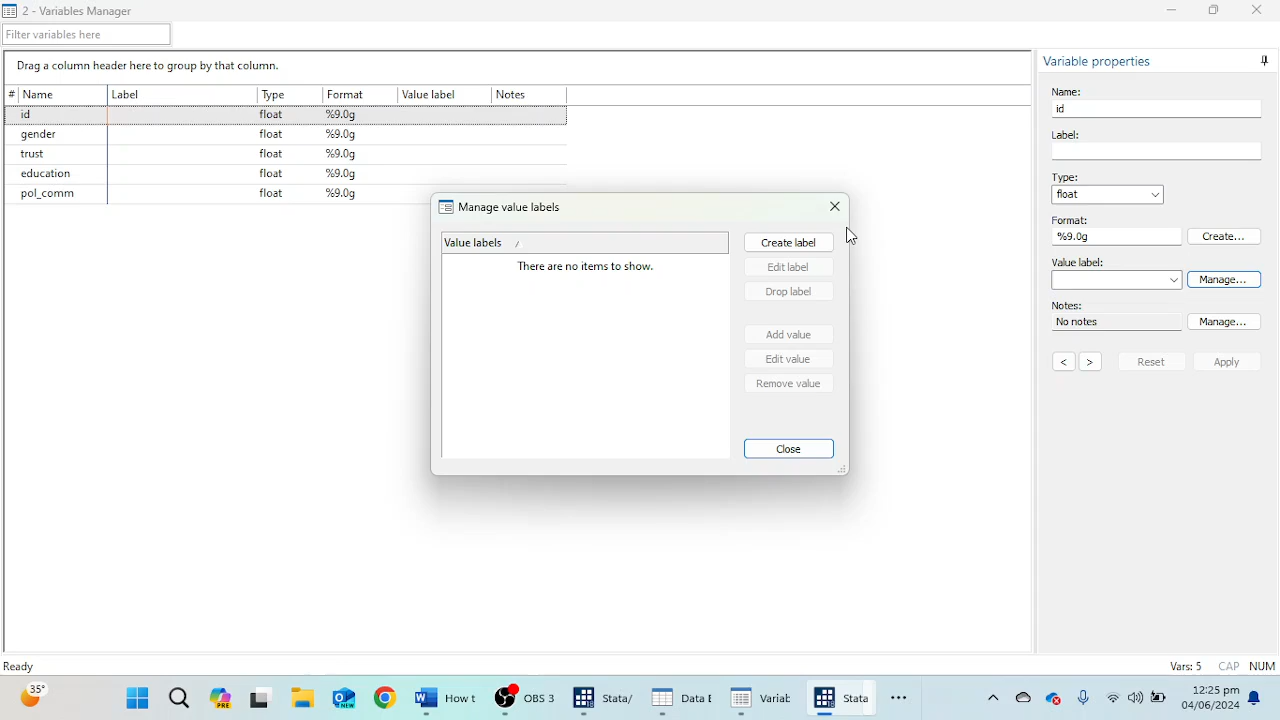 2 - Variables Manager
Filter variables here
Drag a column header here to group by that column.
# Name Label Type Format Value label Notes
id float %9.0g
gender float %9.0g
trust float %9.0g
education float %9.0g
pol_comm float %9.0g
Manage value labels
Value labels
There are no items to show.
Create label
Edit label
Drop label
Add value
Edit value
Remove value
Close
Variable properties
Name:
id
Label:
Type:
float
Format:
%9.0g Create...
Value label:
Manage...
Notes:
No notes Manage...
< > Reset Apply
Ready Vars: 5 CAP NUM
35° PRE NEW How t OBS 3 Stata/ Data E Variab Stata 12:25 pm
04/06/2024